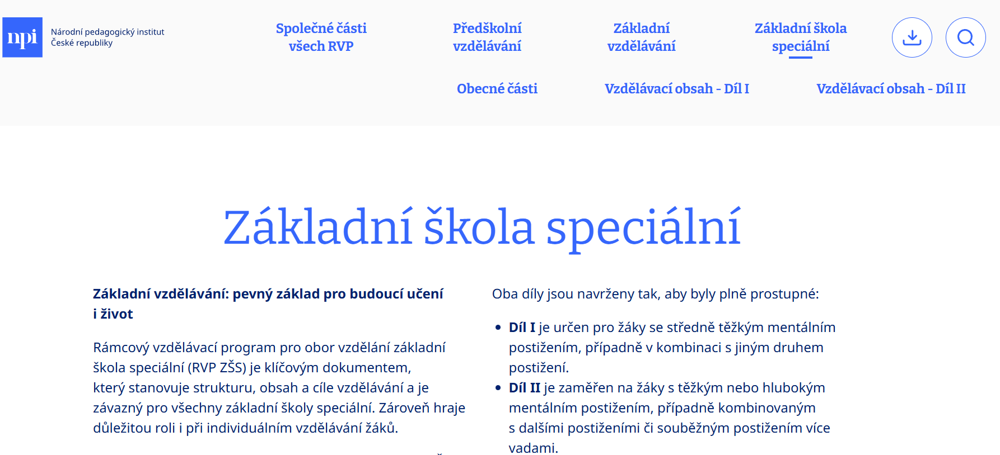 npi
Národní pedagogický institut
České republiky
Společné části
všech RVP
Předškolní
vzdělávání
Základní
vzdělávání
Základní škola
speciální
Obecné části
Vzdělávací obsah - Díl I
Vzdělávací obsah - Díl II
Základní škola speciální
Základní vzdělávání: pevný základ pro budoucí učení
i život
Rámcový vzdělávací program pro obor vzdělání základní
škola speciální (RVP ZŠS) je klíčovým dokumentem,
který stanovuje strukturu, obsah a cíle vzdělávání a je
závazný pro všechny základní školy speciální. Zároveň hraje
důležitou roli i při individuálním vzdělávání žáků.
Oba díly jsou navrženy tak, aby byly plně prostupné:
Díl I je určen pro žáky se středně těžkým mentálním
postižením, případně v kombinaci s jiným druhem
postižení.
Díl II je zaměřen na žáky s těžkým nebo hlubokým
mentálním postižením, případně kombinovaným
s dalšími postiženími či souběžným postižením více
vadami.